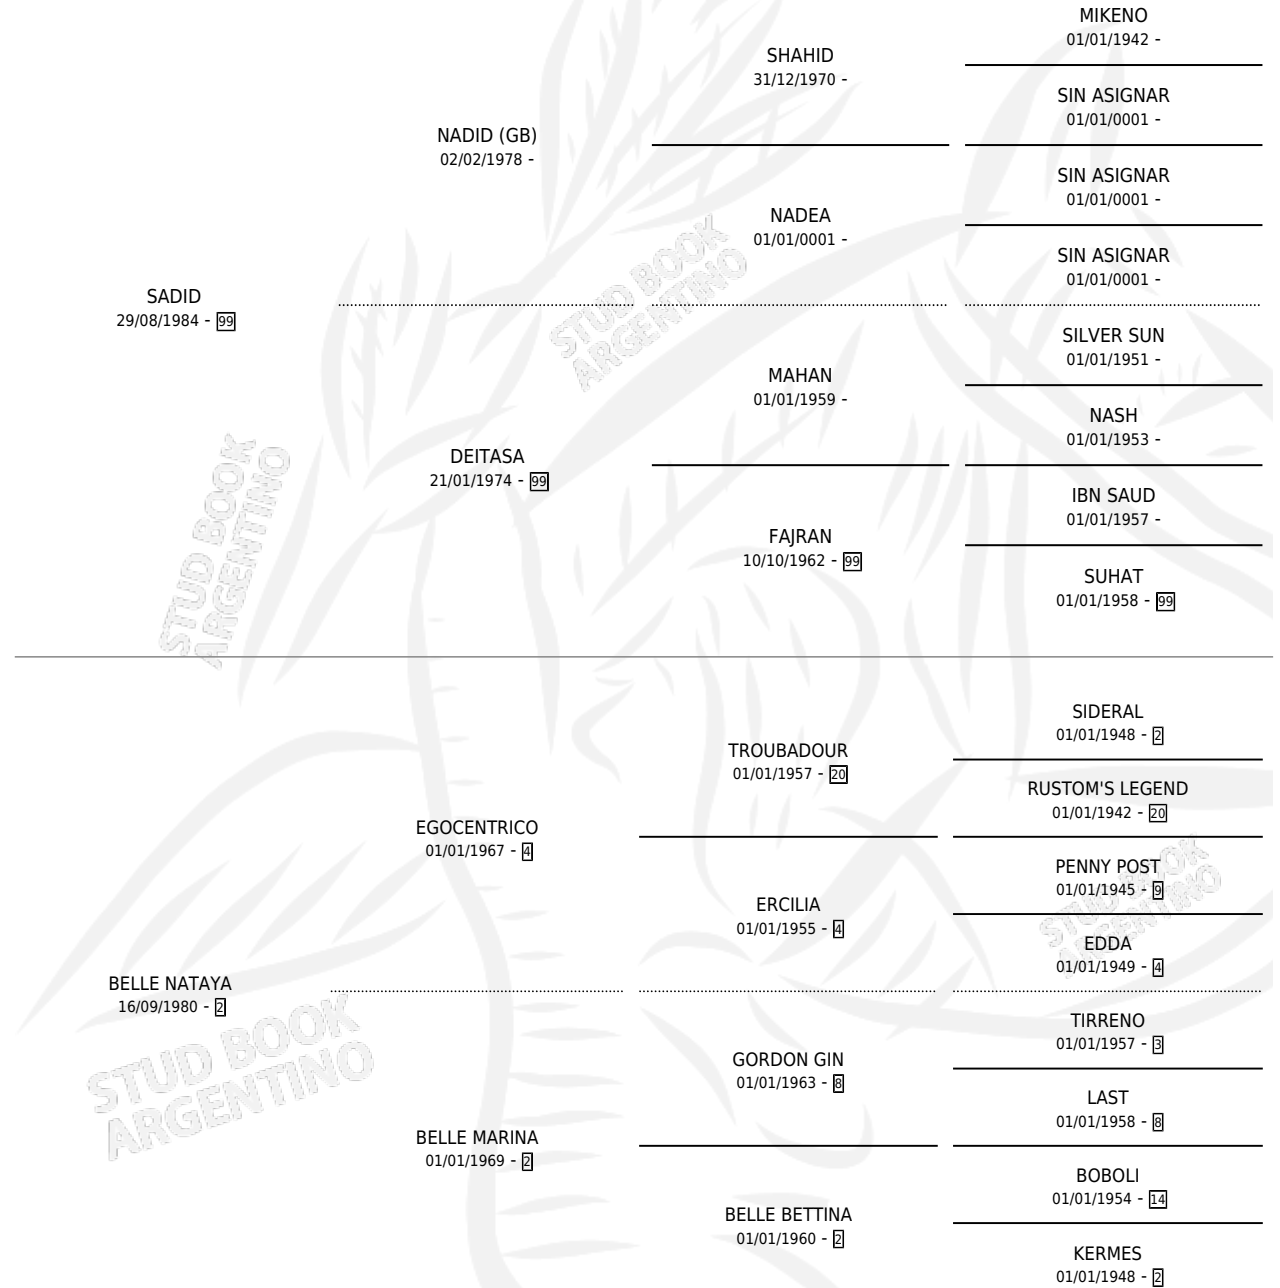 MIKENO
01/01/1942 -
SHAHID
31/12/1970 -
SIN ASIGNAR
01/01/0001 -
NADID (GB)
02/02/1978 -
SIN ASIGNAR
01/01/0001 -
NADEA
01/01/0001 -
SIN ASIGNAR
01/01/0001 -
SADID
29/08/1984 - 99
SILVER SUN
01/01/1951 -
MAHAN
01/01/1959 -
NASH
01/01/1953 -
DEITASA
21/01/1974 - 99
IBN SAUD
01/01/1957 -
FAJRAN
10/10/1962 - 99
SUHAT
01/01/1958 - 99
SIDERAL
01/01/1948 - 2
TROUBADOUR
01/01/1957 - 20
RUSTOM'S LEGEND
01/01/1942 - 20
EGOCENTRICO
01/01/1967 - 4
PENNY POST
01/01/1945 - 9
ERCILIA
01/01/1955 - 4
EDDA
01/01/1949 - 4
BELLE NATAYA
16/09/1980 - 2
TIRRENO
01/01/1957 - 3
GORDON GIN
01/01/1963 - 8
LAST
01/01/1958 - 8
BELLE MARINA
01/01/1969 - 2
BOBOLI
01/01/1954 - 14
BELLE BETTINA
01/01/1960 - 2
KERMES
01/01/1948 - 2
STUD BOOK
ARGENTINO
STUD BOOK
ARGENTINO
STUD BOOK
ARGENTINO
STUD BOOK
ARGENTINO